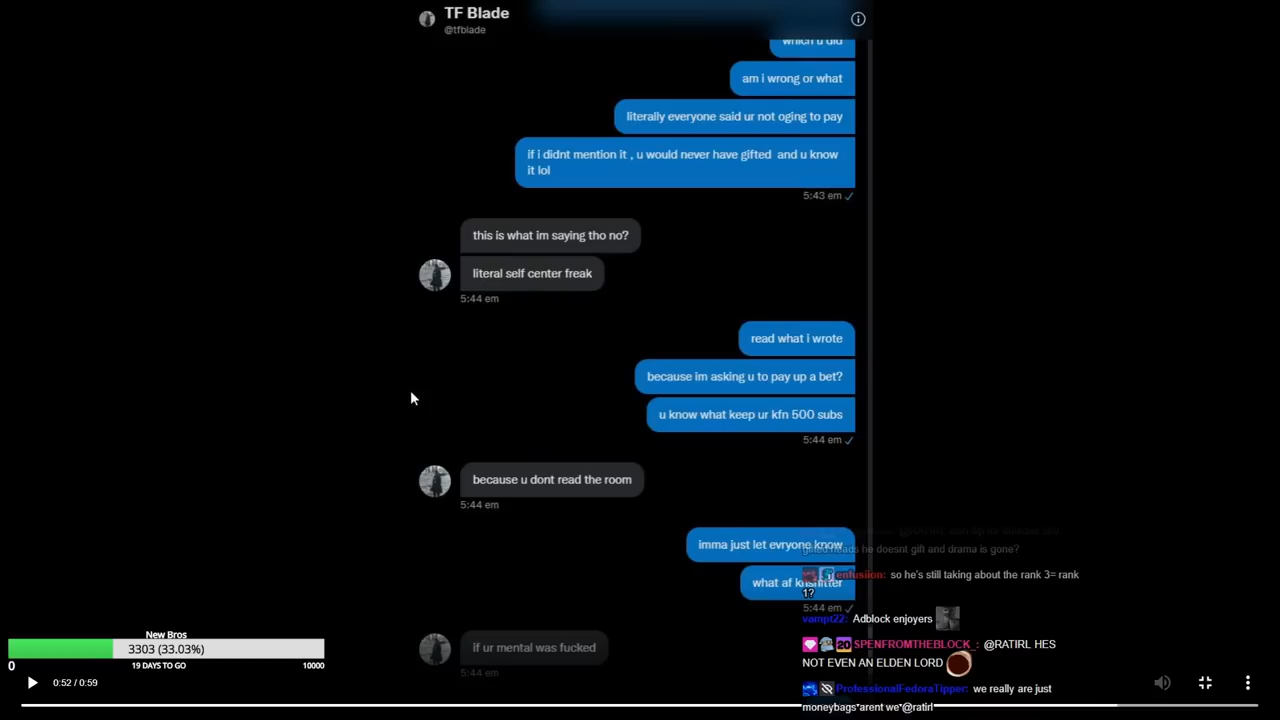 TF Blade
@tfblade
which u did
am i wrong or what
literally everyone said ur not oging to pay
if i didnt mention it , u would never have gifted and u know
it lol
5:43 em
this is what im saying tho no?
literal self center freak
5:44 em
read what i wrote
because im asking u to pay up a bet?
u know what keep ur kfn 500 subs
5:44 em
because u dont read the room
5:44 em
imma just let evryone know
gifted heads he doesnt gift and drama is gone?
enfusiion: so he's still taking about the rank 3= rank
1?
what af
5:44 em
vampt22: Adblock enjoyers
New Bros
3303 (33.03%)
0
19 DAYS TO GO
10000
if ur mental was fucked
5:44 em
20 SPENFROMTHEBLOCK_: @RATIRL HES
NOT EVEN AN ELDEN LORD
0:52 / 0:59
ProfessionalFedoraTipper: we really are just
moneybags arent we @ratirl